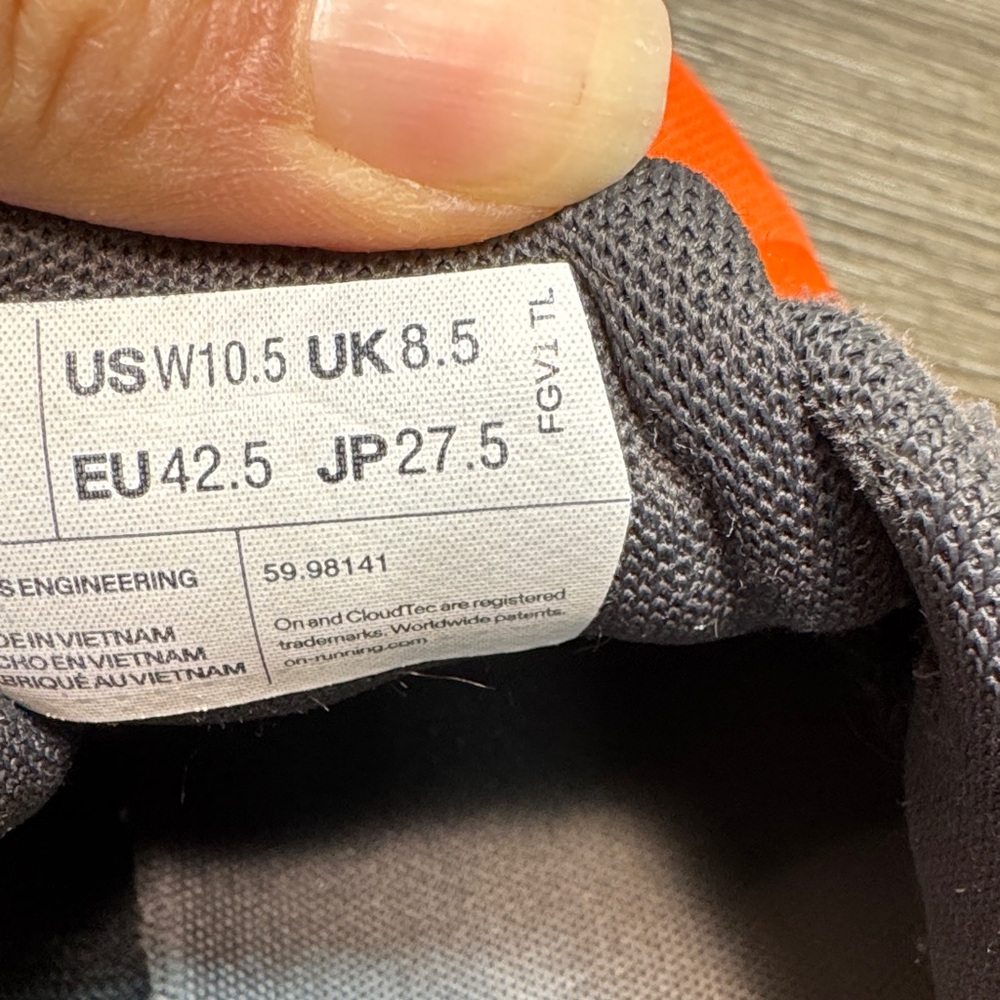 US W10.5 UK 8.5
EU 42.5 JP 27.5
FGV1 TL
S ENGINEERING
DE IN VIETNAM
CHO EN VIETNAM
BRIQUÉ AU VIETNAM
59.98141
On and CloudTec are registered
trademarks. Worldwide patents.
on-running.com